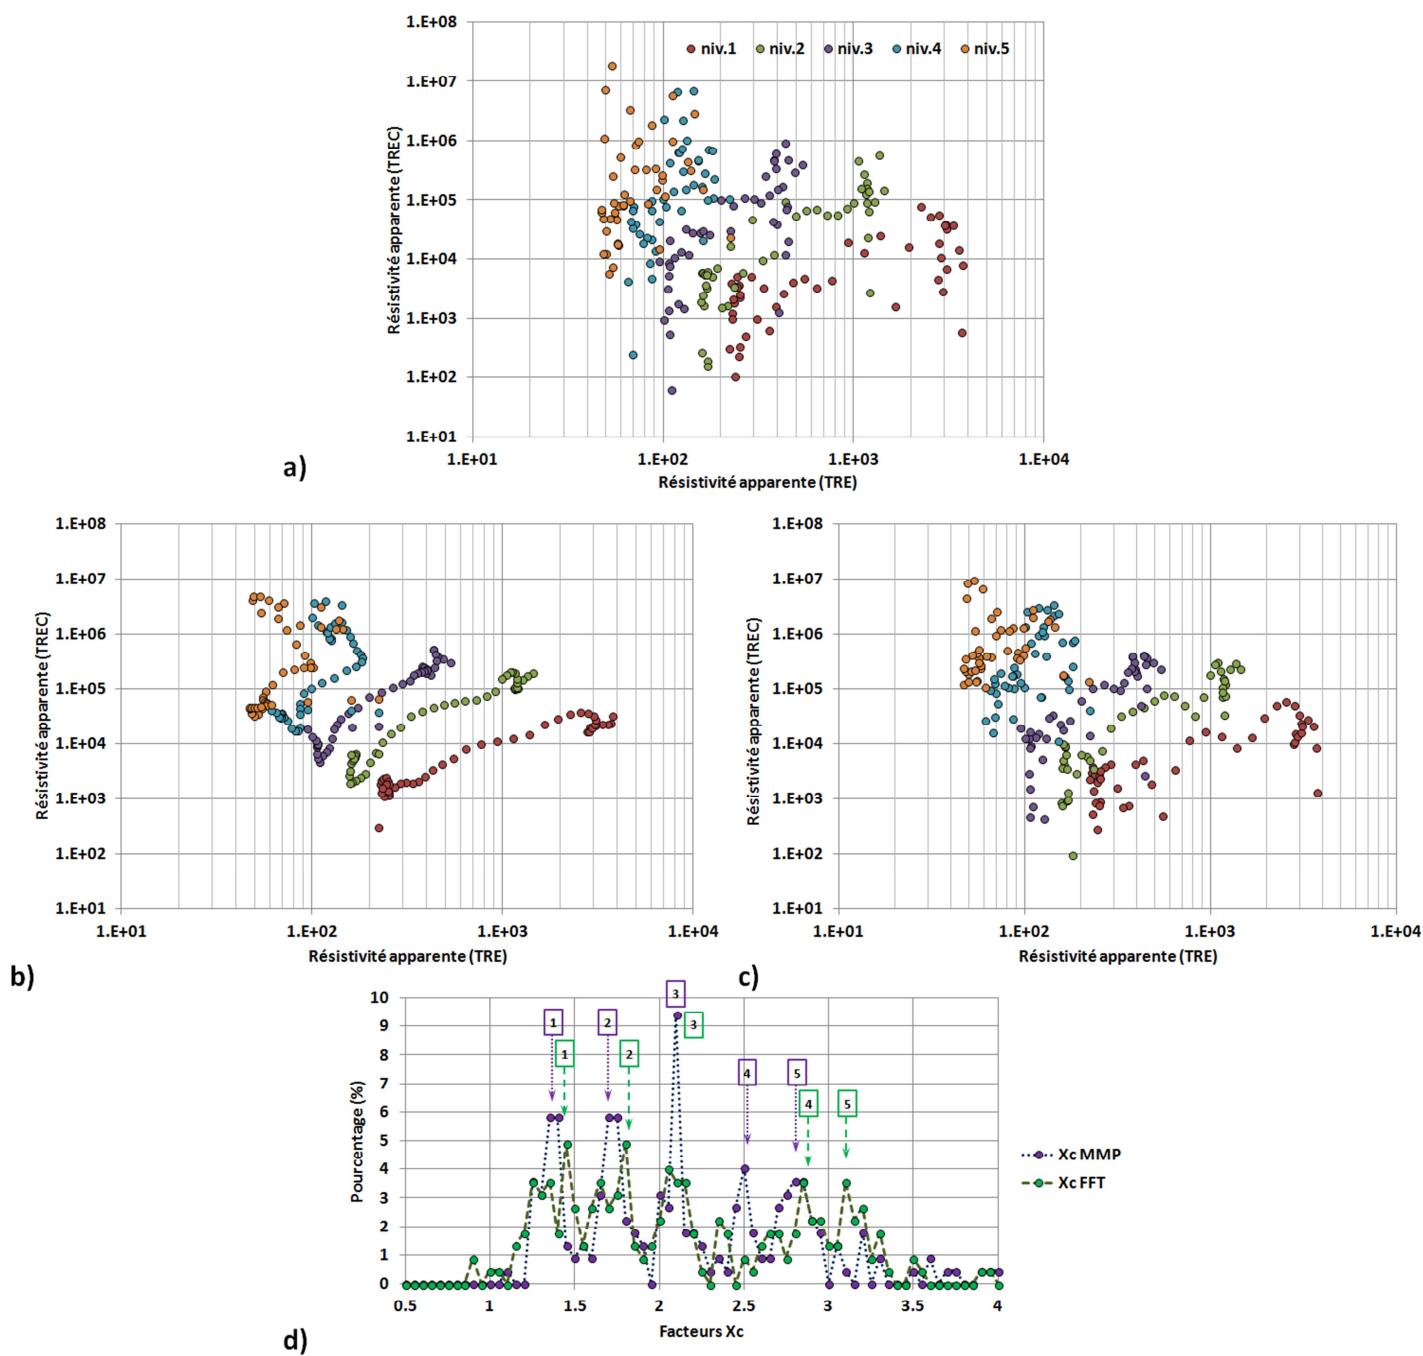 1.E+08
1.E+07
1.E+06
1.E+05
1.E+04
1.E+03
1.E+02
1.E+01
Résistivité apparente (TREC)
niv.1 niv.2 niv.3 niv.4 niv.5
1.E+01 1.E+02 1.E+03 1.E+04
Résistivité apparente (TRE)
a)
1.E+08
1.E+07
1.E+06
1.E+05
1.E+04
1.E+03
1.E+02
1.E+01
Résistivité apparente (TREC)
1.E+01 1.E+02 1.E+03 1.E+04
Résistivité apparente (TRE)
b)
1.E+08
1.E+07
1.E+06
1.E+05
1.E+04
1.E+03
1.E+02
1.E+01
Résistivité apparente (TREC)
1.E+01 1.E+02 1.E+03 1.E+04
Résistivité apparente (TRE)
c)
10
9
8
7
6
5
4
3
2
1
0
Pourcentage (%)
3
1 2 3
1 2
4 5
4 5
Xc MMP
Xc FFT
0.5 1 1.5 2 2.5 3 3.5 4
Facteurs Xc
d)